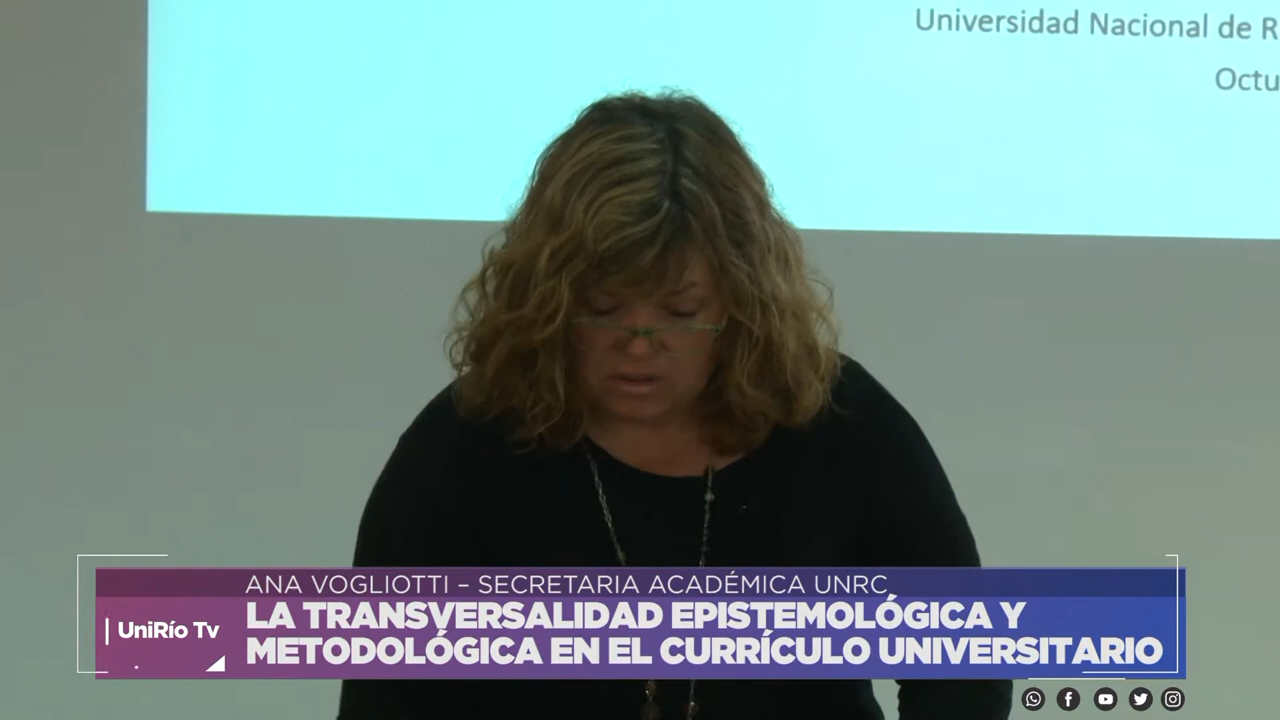 Universidad Nacional de R
Octu
ANA VOGLIOTTI – SECRETARIA ACADÉMICA UNRC
LA TRANSVERSALIDAD EPISTEMOLÓGICA Y
METODOLÓGICA EN EL CURRÍCULO UNIVERSITARIO
UniRío Tv